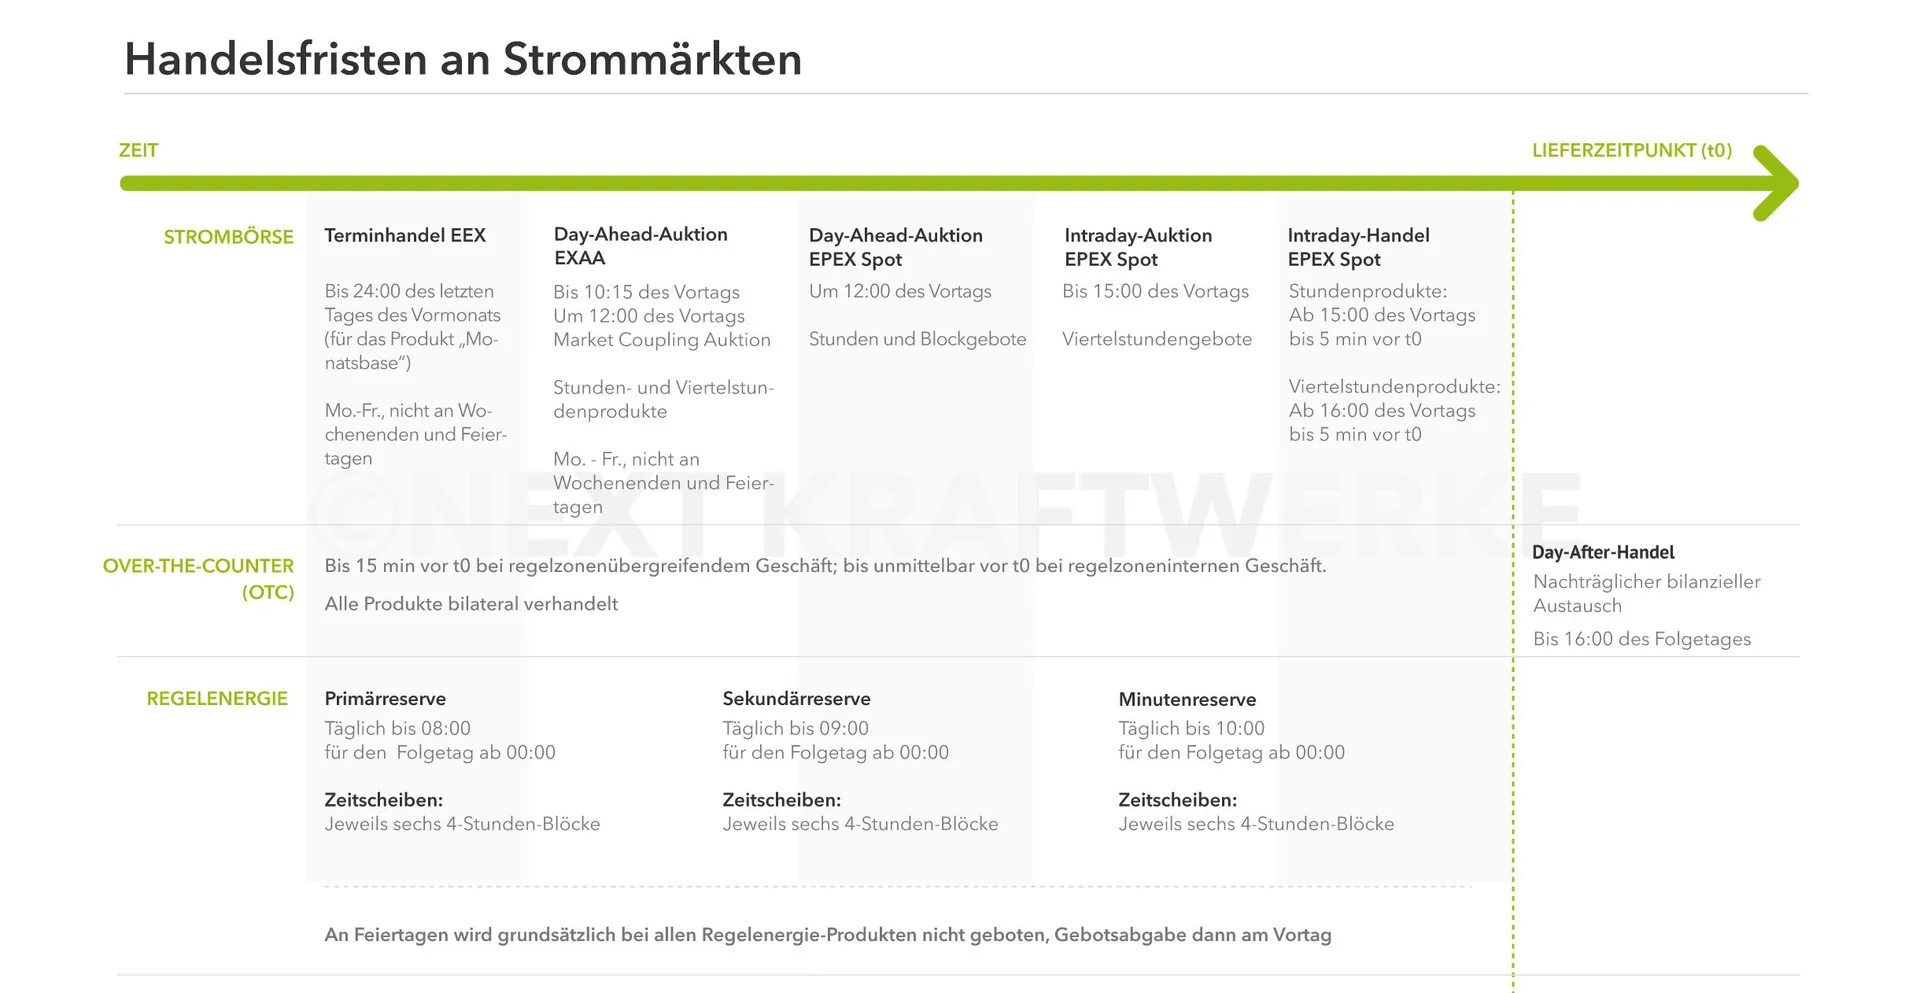 Handelsfristen an Strommärkten
ZEIT
LIEFERZEITPUNKT (t0)
STROMBÖRSE
Terminhandel EEX
Bis 24:00 des letzten
Tages des Vormonats
(für das Produkt „Mo-
natsbase“)
Mo.-Fr., nicht an Wo-
chenenden und Feier-
tagen
Day-Ahead-Auktion
EXAA
Bis 10:15 des Vortags
Um 12:00 des Vortags
Market Coupling Auktion
Stunden- und Viertelstun-
denprodukte
Mo. - Fr., nicht an
Wochenenden und Feier-
tagen
Day-Ahead-Auktion
EPEX Spot
Um 12:00 des Vortags
Stunden und Blockgebote
Intraday-Auktion
EPEX Spot
Bis 15:00 des Vortags
Viertelstundengebote
Intraday-Handel
EPEX Spot
Stundenprodukte:
Ab 15:00 des Vortags
bis 5 min vor t0
Viertelstundenprodukte:
Ab 16:00 des Vortags
bis 5 min vor t0
©NEXT KRAFTWERKE
OVER-THE-COUNTER
(OTC)
Bis 15 min vor t0 bei regelzonenübergreifendem Geschäft; bis unmittelbar vor t0 bei regelzoneninternen Geschäft.
Alle Produkte bilateral verhandelt
Day-After-Handel
Nachträglicher bilanzieller
Austausch
Bis 16:00 des Folgetages
REGELENERGIE
Primärreserve
Täglich bis 08:00
für den  Folgetag ab 00:00
Zeitscheiben:
Jeweils sechs 4-Stunden-Blöcke
Sekundärreserve
Täglich bis 09:00
für den Folgetag ab 00:00
Zeitscheiben:
Jeweils sechs 4-Stunden-Blöcke
Minutenreserve
Täglich bis 10:00
für den Folgetag ab 00:00
Zeitscheiben:
Jeweils sechs 4-Stunden-Blöcke
An Feiertagen wird grundsätzlich bei allen Regelenergie-Produkten nicht geboten, Gebotsabgabe dann am Vortag